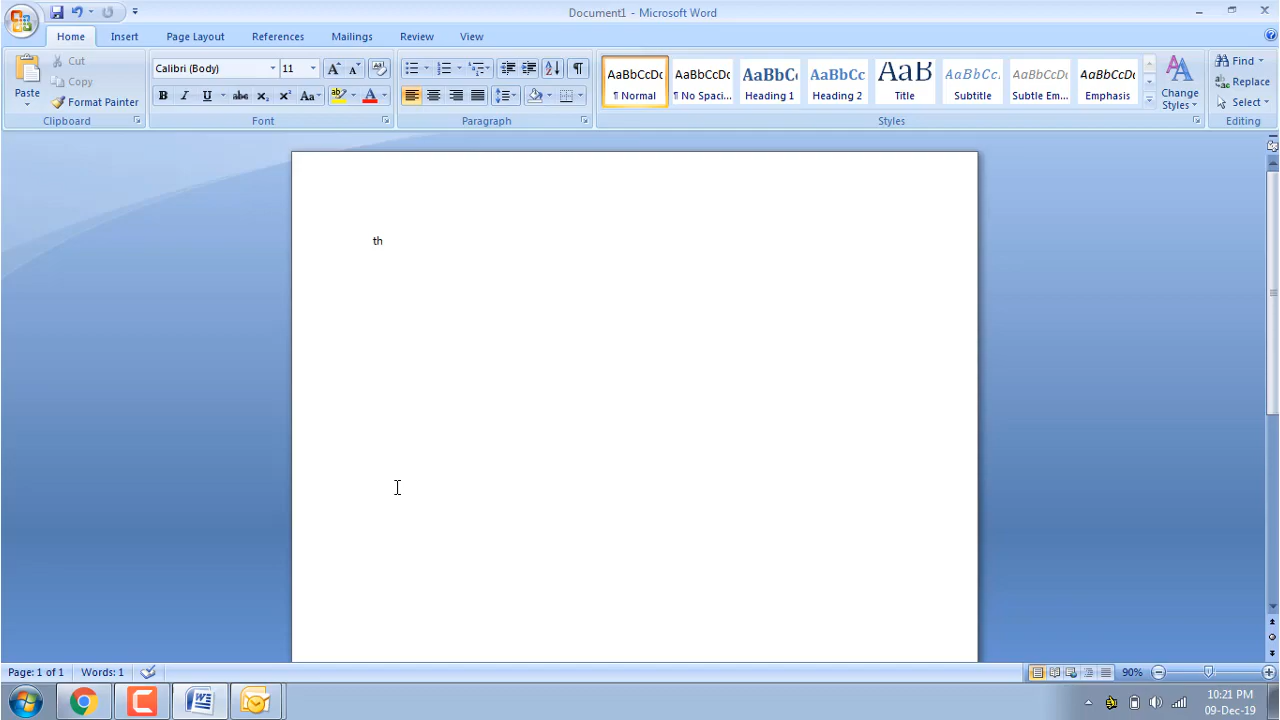 Document1 - Microsoft Word
Home Insert Page Layout References Mailings Review View
Paste
Cut
Copy
Format Painter
Clipboard
Calibri (Body) 11
Font
Paragraph
AaBbCcDc AaBbCcDc AaBbCc AaBbCc AaB AaBbCc. AaBbCcDc AaBbCcDc
¶ Normal ¶ No Spaci... Heading 1 Heading 2 Title Subtitle Subtle Em... Emphasis
Change Styles
Styles
Find
Replace
Select
Editing
th
Page: 1 of 1 Words: 1 90%
10:21 PM
09-Dec-19